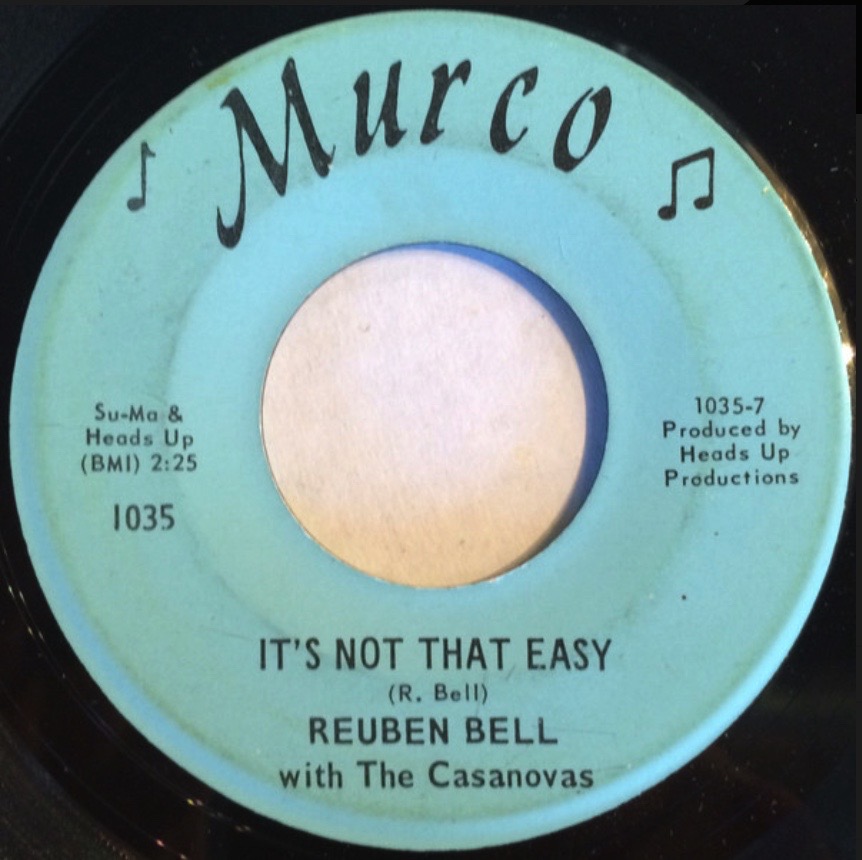 Murco
Su-Ma &
Heads Up
(BMI) 2:25
1035
1035-7
Produced by
Heads Up
Productions
IT'S NOT THAT EASY
(R. Bell)
REUBEN BELL
with The Casanovas